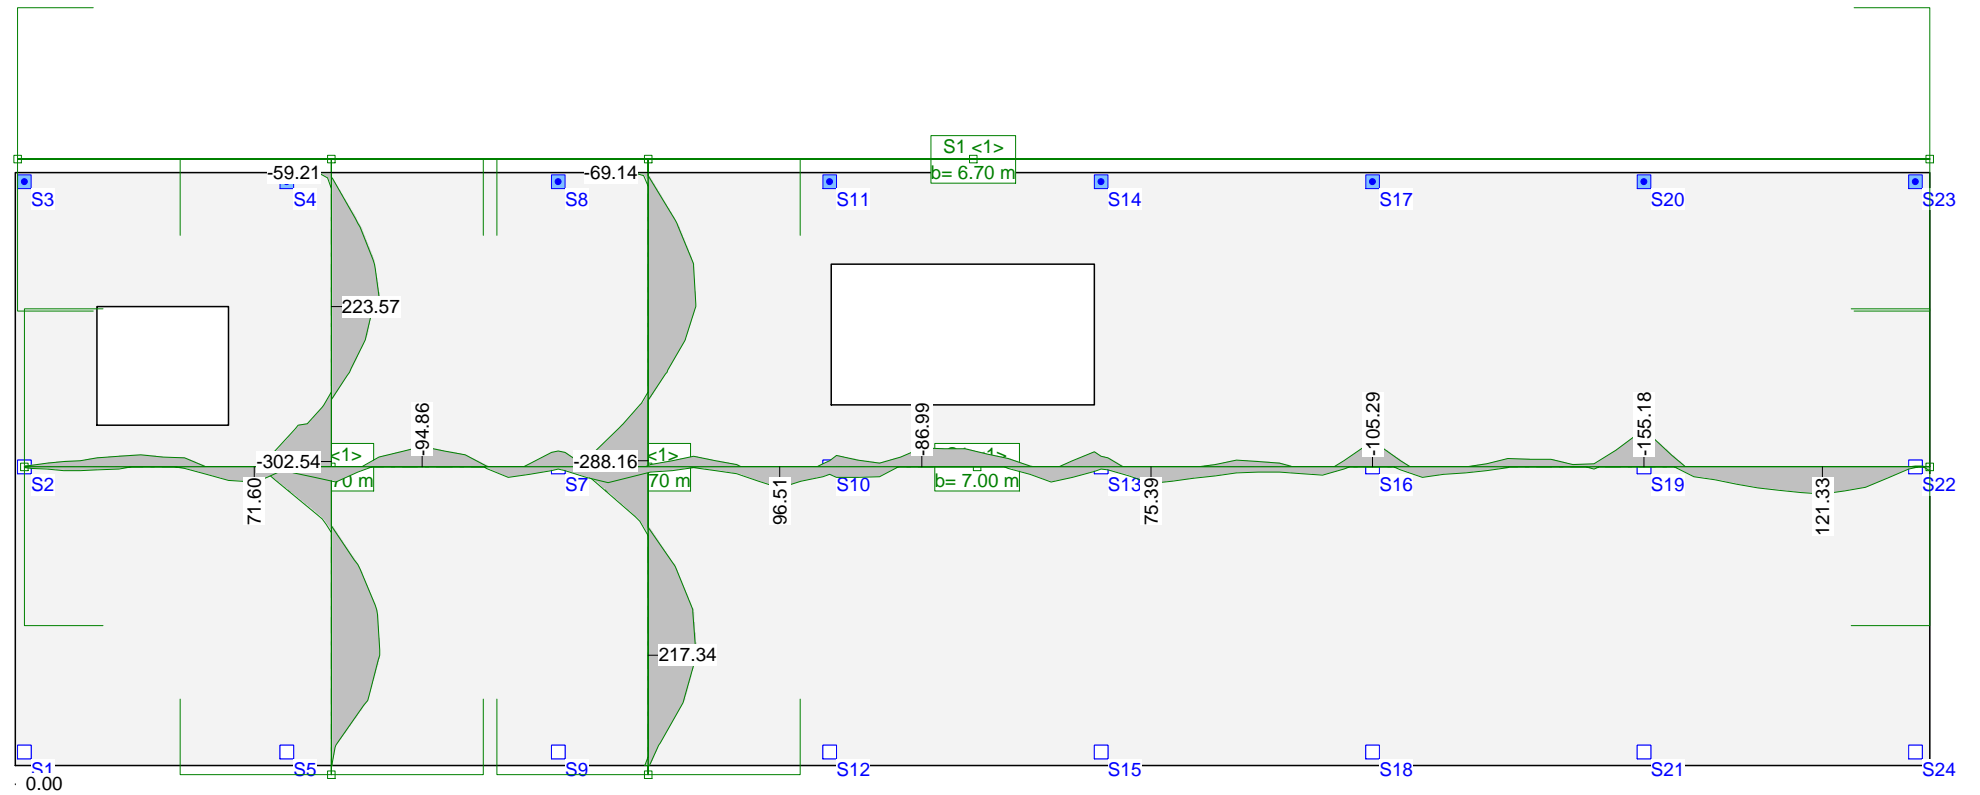 S1 <1>
b= 6.70 m
-59.21
-69.14
S3
S4
S8
S11
S14
S17
S20
S23
223.57
-94.86
-86.99
-105.29
-155.18
-302.54
<1>
-288.16
<1>
S2
0 m
S7
70 m
S10
b= 7.00 m
S13
S16
S19
S22
71.60
96.51
75.39
121.33
217.34
S1
S5
S9
S12
S15
S18
S21
S24
0.00